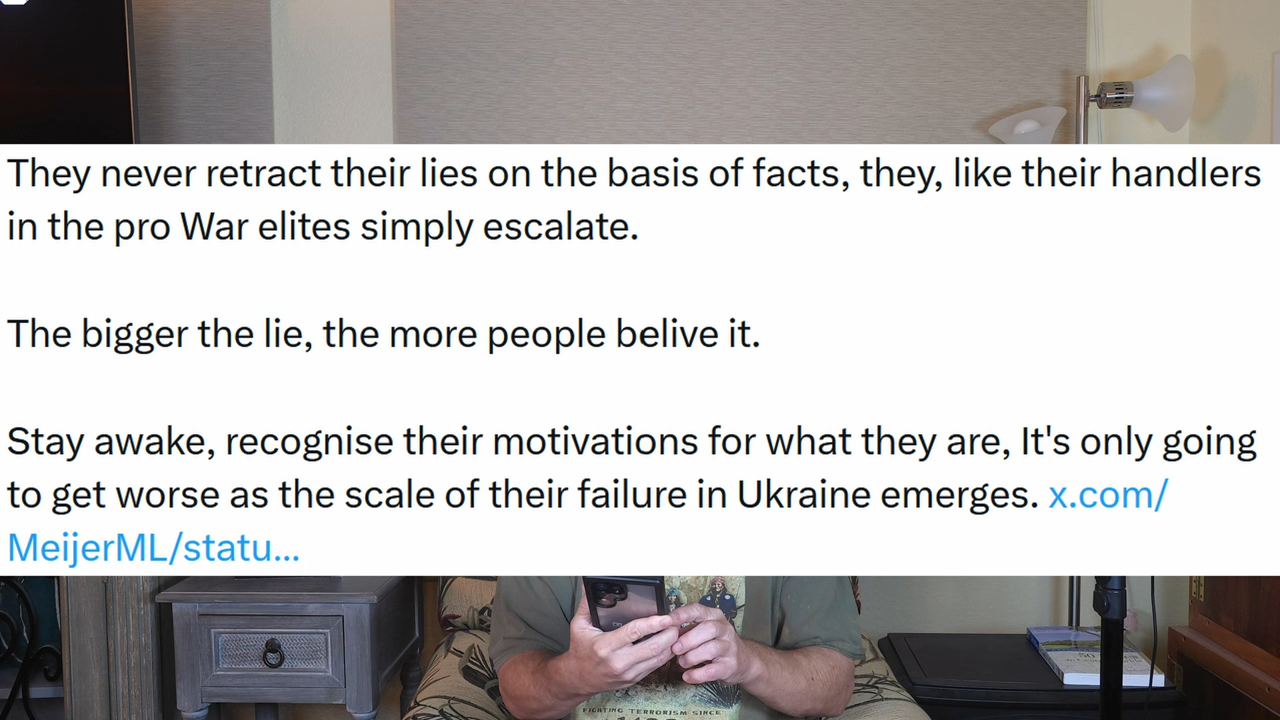 They never retract their lies on the basis of facts, they, like their handlers
in the pro War elites simply escalate.
The bigger the lie, the more people belive it.
Stay awake, recognise their motivations for what they are, It's only going
to get worse as the scale of their failure in Ukraine emerges. x.com/
MeijerML/statu...
FIGHTING TERRORISM SINCE